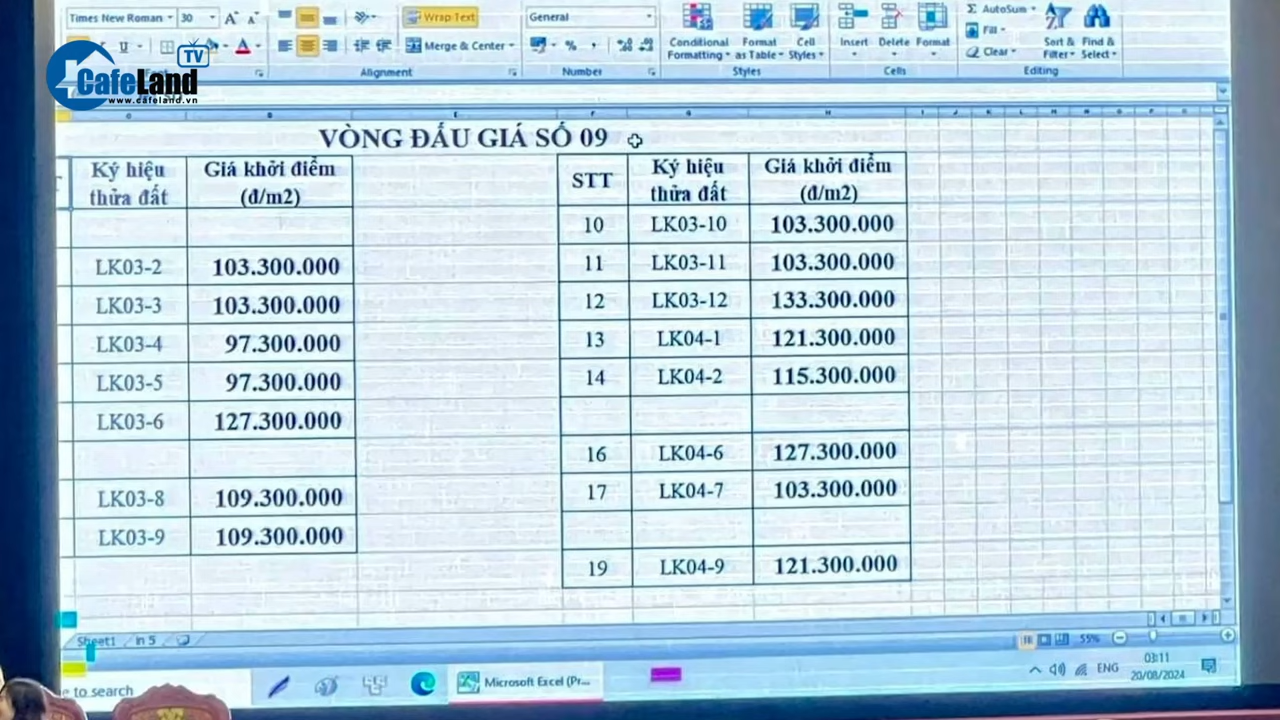 Times New Roman 30 Wrap Text General AutoSum
Fill
U Merge & Center % Conditional Formatting Format as Table Cell Styles Insert Delete Format Clear Sort & Filter Find & Select
Alignment Number Styles Cells Editing
CafeLand TV
www.cafeland.vn
VÒNG ĐẤU GIÁ SỐ 09
Ký hiệu thửa đất Giá khởi điểm (đ/m2)
LK03-2 103.300.000
LK03-3 103.300.000
LK03-4 97.300.000
LK03-5 97.300.000
LK03-6 127.300.000
LK03-8 109.300.000
LK03-9 109.300.000
STT Ký hiệu thửa đất Giá khởi điểm (đ/m2)
10 LK03-10 103.300.000
11 LK03-11 103.300.000
12 LK03-12 133.300.000
13 LK04-1 121.300.000
14 LK04-2 115.300.000
16 LK04-6 127.300.000
17 LK04-7 103.300.000
19 LK04-9 121.300.000
Sheet1 in 5 55%
to search Microsoft Excel (Pr... ENG 03:11
20/08/2024